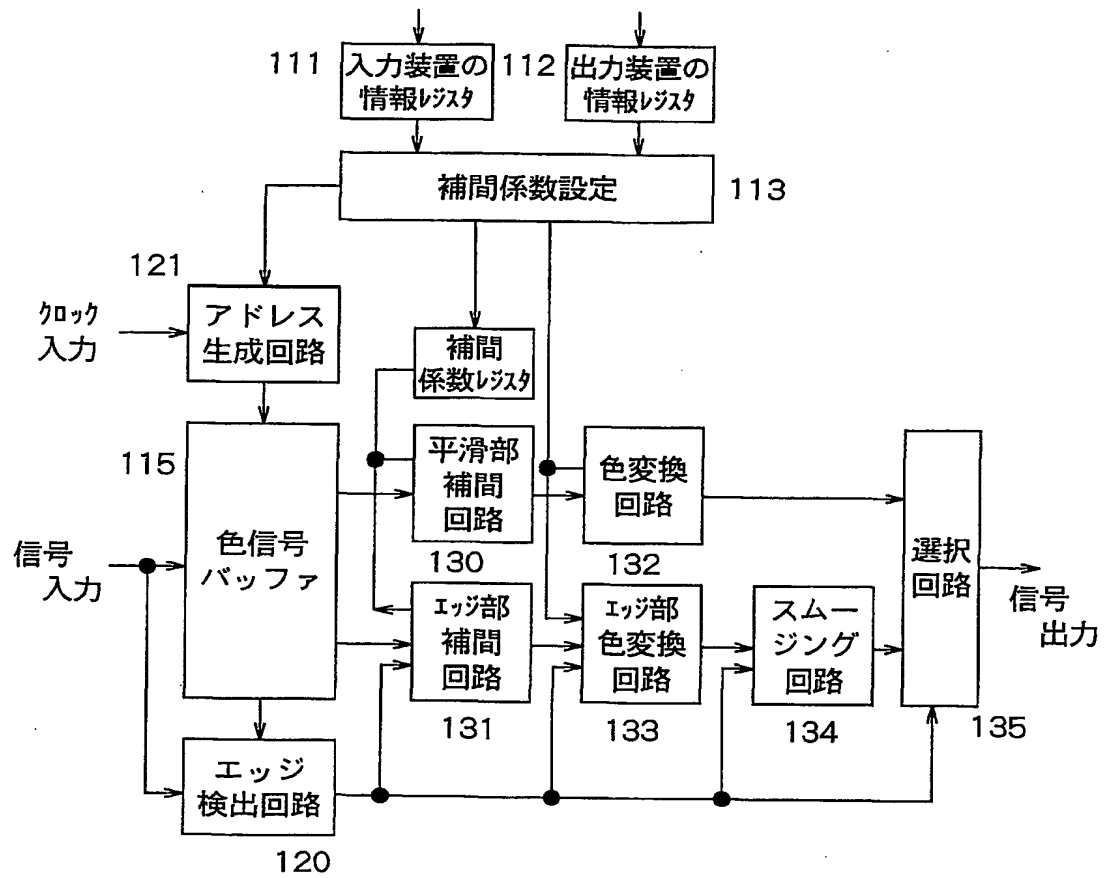 111
入力装置の
情報ﾚｼﾞｽﾀ
112
出力装置の
情報ﾚｼﾞｽﾀ
補間係数設定
113
121
ｸﾛｯｸ
入力
アドレス
生成回路
補間
係数ﾚｼﾞｽﾀ
115
信号
入力
色信号
バッファ
平滑部
補間
回路
130
色変換
回路
132
ｴｯｼﾞ部
補間
回路
131
ｴｯｼﾞ部
色変換
回路
133
スムー
ジング
回路
134
選択
回路
135
信号
出力
エッジ
検出回路
120